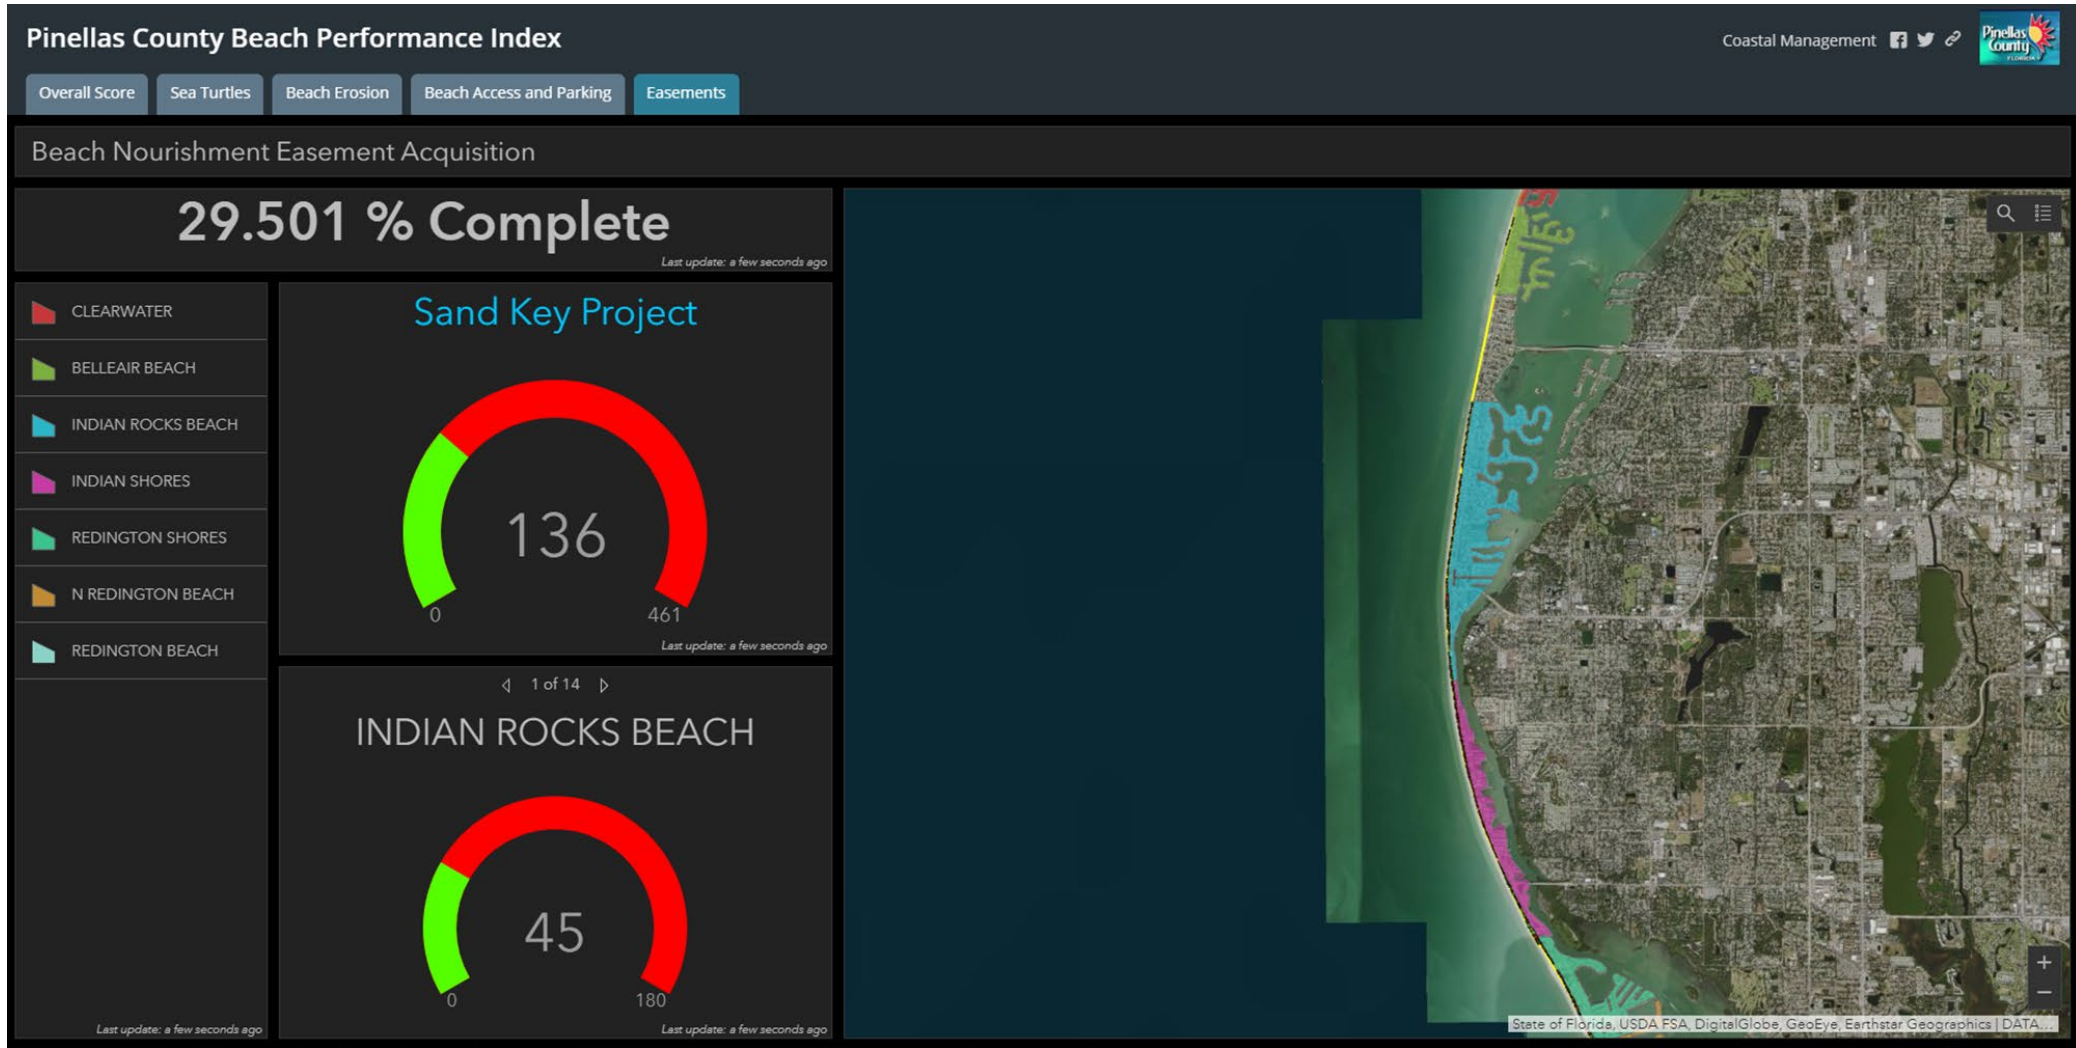 Pinellas County Beach Performance Index
Coastal Management
Pinellas
County
FLORIDA
Overall Score
Sea Turtles
Beach Erosion
Beach Access and Parking
Easements
Beach Nourishment Easement Acquisition
29.501 % Complete
Last update: a few seconds ago
CLEARWATER
BELLEAIR BEACH
INDIAN ROCKS BEACH
INDIAN SHORES
REDINGTON SHORES
N REDINGTON BEACH
REDINGTON BEACH
Last update: a few seconds ago
Sand Key Project
136
0
461
Last update: a few seconds ago
1 of 14
INDIAN ROCKS BEACH
45
0
180
Last update: a few seconds ago
State of Florida, USDA FSA, DigitalGlobe, GeoEye, Earthstar Geographics | DATA...